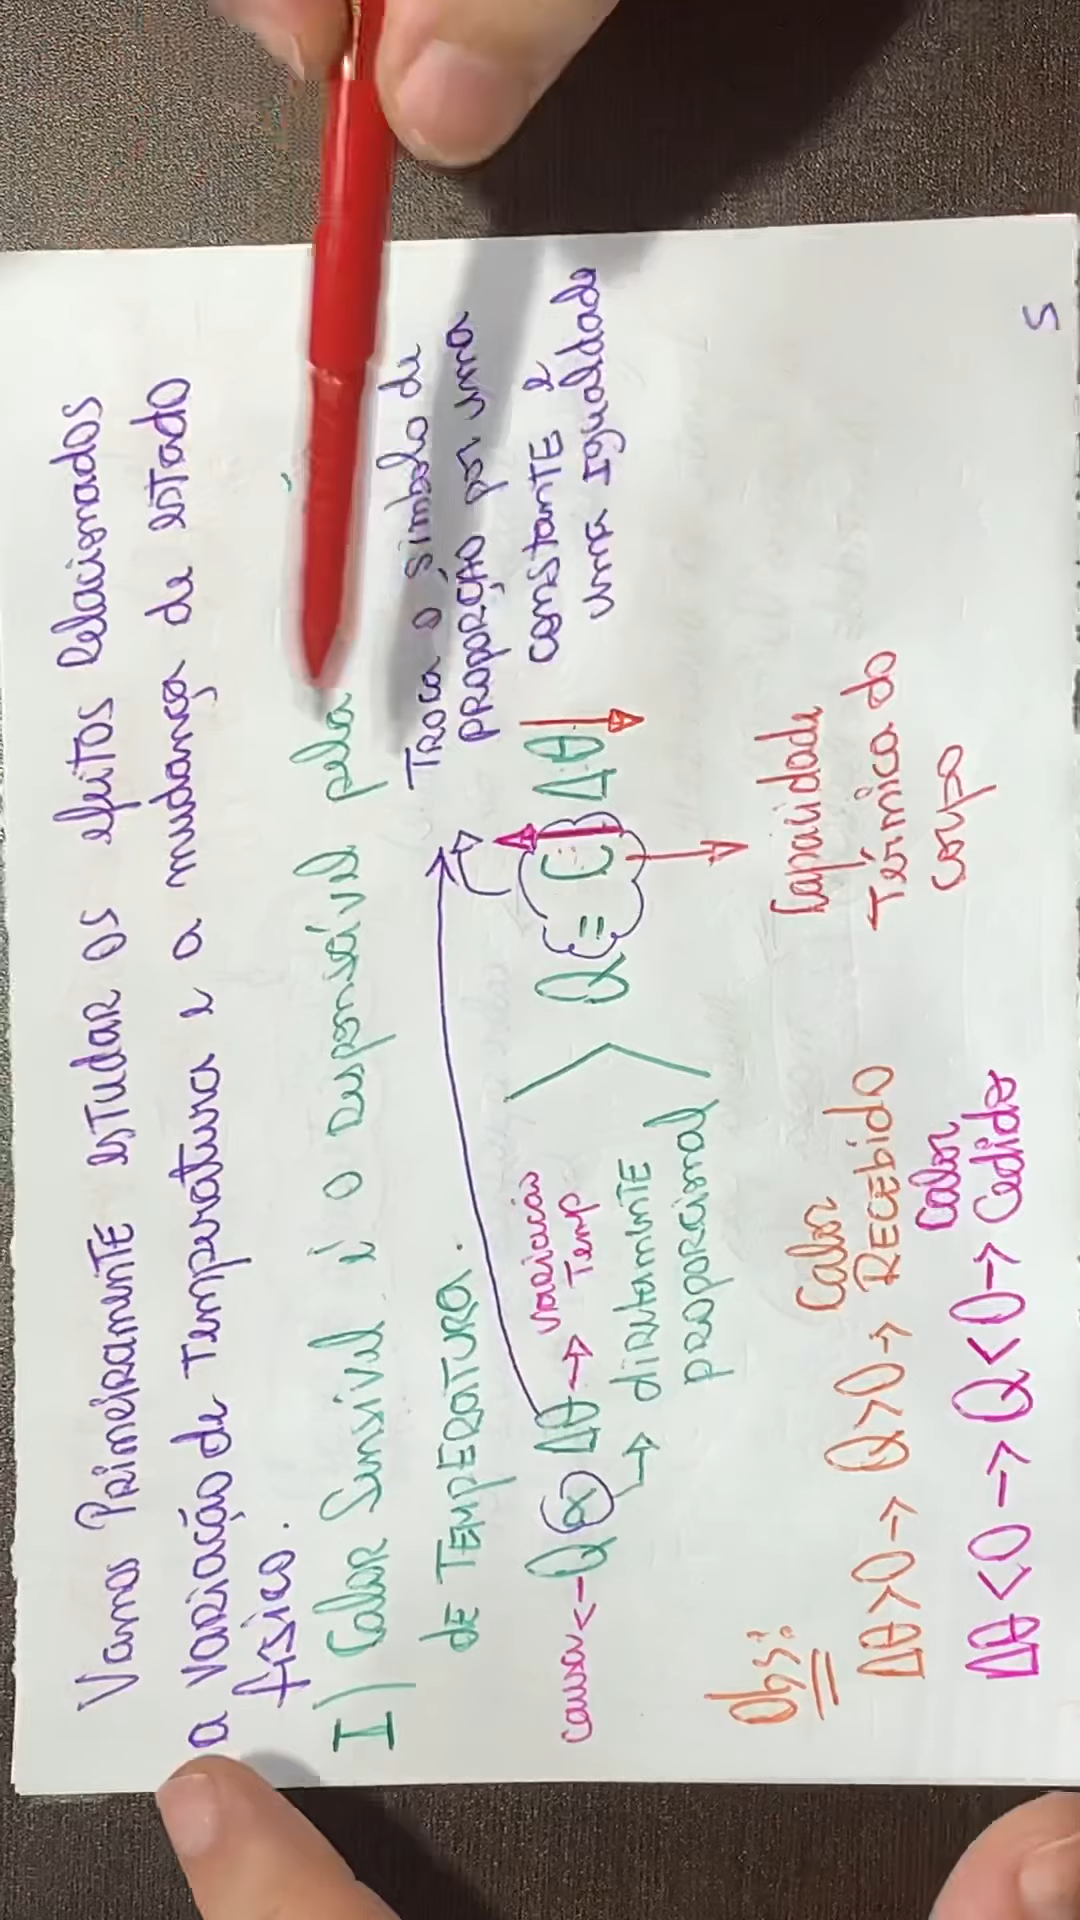 Vamos Primeiramente estudar os efeitos relacionados
a variação de Temperatura e a mudança de estado
físico.
I) Calor Sensível é o responsável pela
de TEMPERATURA.
Troca o símbolo de
proporção por uma
constante e
uma Igualdade
causa <- Q α Δθ -> variação
Temp
-> diretamente
proporcional
Q = C Δθ
Capacidade
Térmica do
corpo
Obs:
Δθ>0 -> Q>0 -> Calor
Recebido
Δθ<0 -> Q<0 -> Calor
Cedido
5